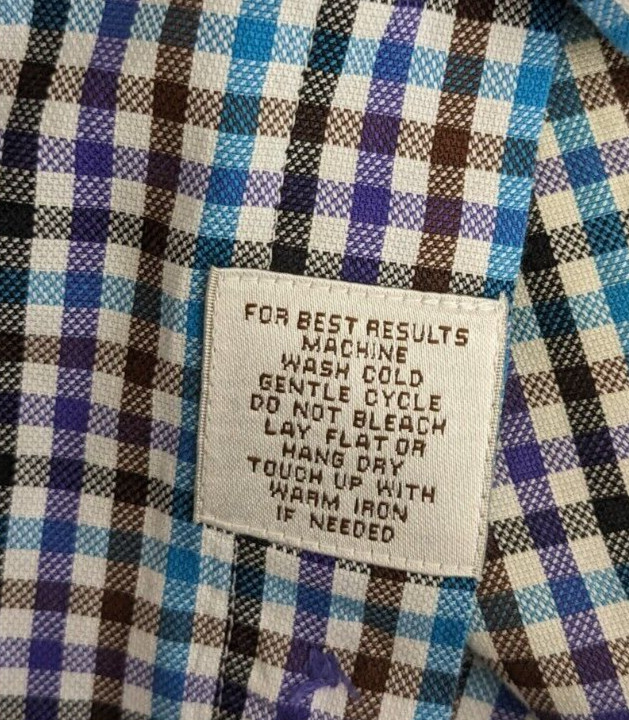 FOR BEST RESULTS
MACHINE
WASH COLD
GENTLE CYCLE
DO NOT BLEACH
LAY FLAT OR
HANG DRY
TOUCH UP WITH
WARM IRON
IF NEEDED